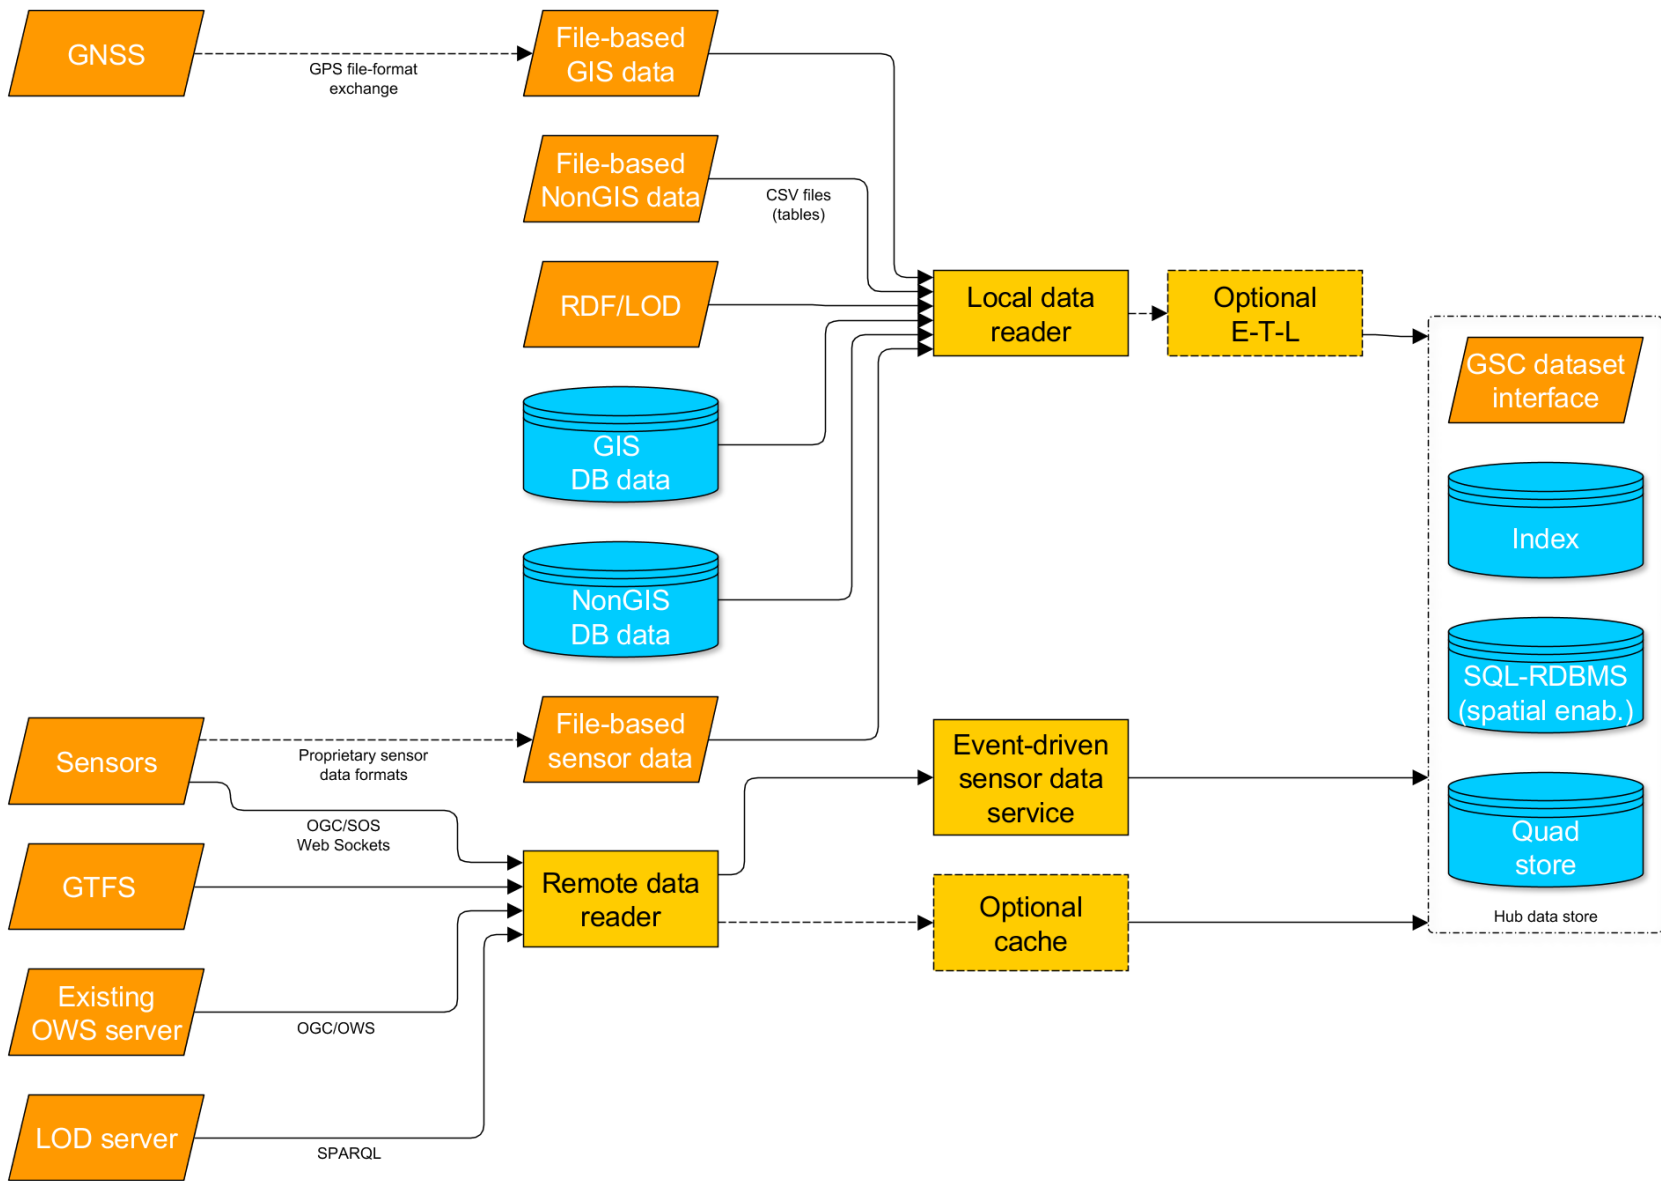 GNSS
GPS file-format
exchange
File-based
GIS data
File-based
NonGIS data
CSV files
(tables)
RDF/LOD
GIS
DB data
NonGIS
DB data
Local data
reader
Optional
E-T-L
GSC dataset
interface
Index
SQL-RDBMS
(spatial enab.)
Quad
store
Hub data store
Sensors
Proprietary sensor
data formats
File-based
sensor data
OGC/SOS
Web Sockets
Event-driven
sensor data
service
GTFS
Remote data
reader
Optional
cache
Existing
OWS server
OGC/OWS
LOD server
SPARQL